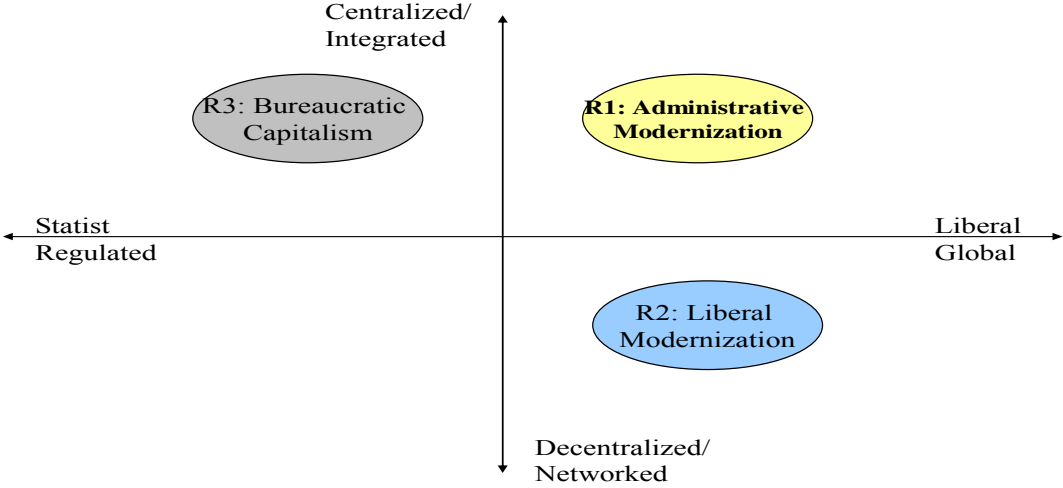 Centralized/
Integrated
R3: Bureaucratic
Capitalism
R1: Administrative
Modernization
Statist
Regulated
Liberal
Global
R2: Liberal
Modernization
Decentralized/
Networked